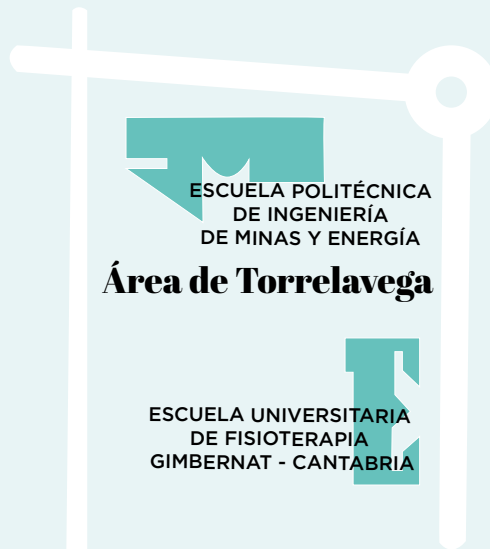 ESCUELA POLITÉCNICA
DE INGENIERÍA
DE MINAS Y ENERGÍA
Área de Torrelavega
ESCUELA UNIVERSITARIA
DE FISIOTERAPIA
GIMBERNAT - CANTABRIA